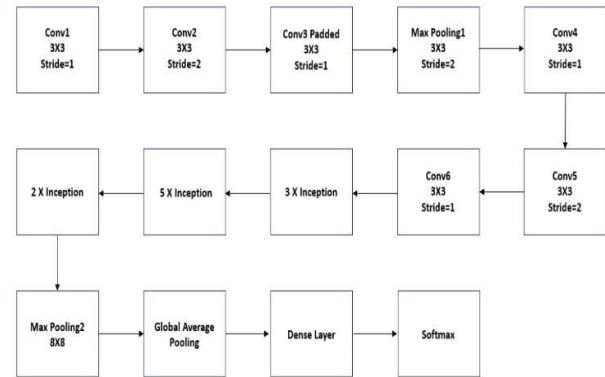 Conv1
3X3
Stride=1
Conv2
3X3
Stride=2
Conv3 Padded
3X3
Stride=1
Max Pooling1
3X3
Stride=2
Conv4
3X3
Stride=1
Conv5
3X3
Stride=2
Conv6
3X3
Stride=1
3 X Inception
5 X Inception
2 X Inception
Max Pooling2
8X8
Global Average
Pooling
Dense Layer
Softmax